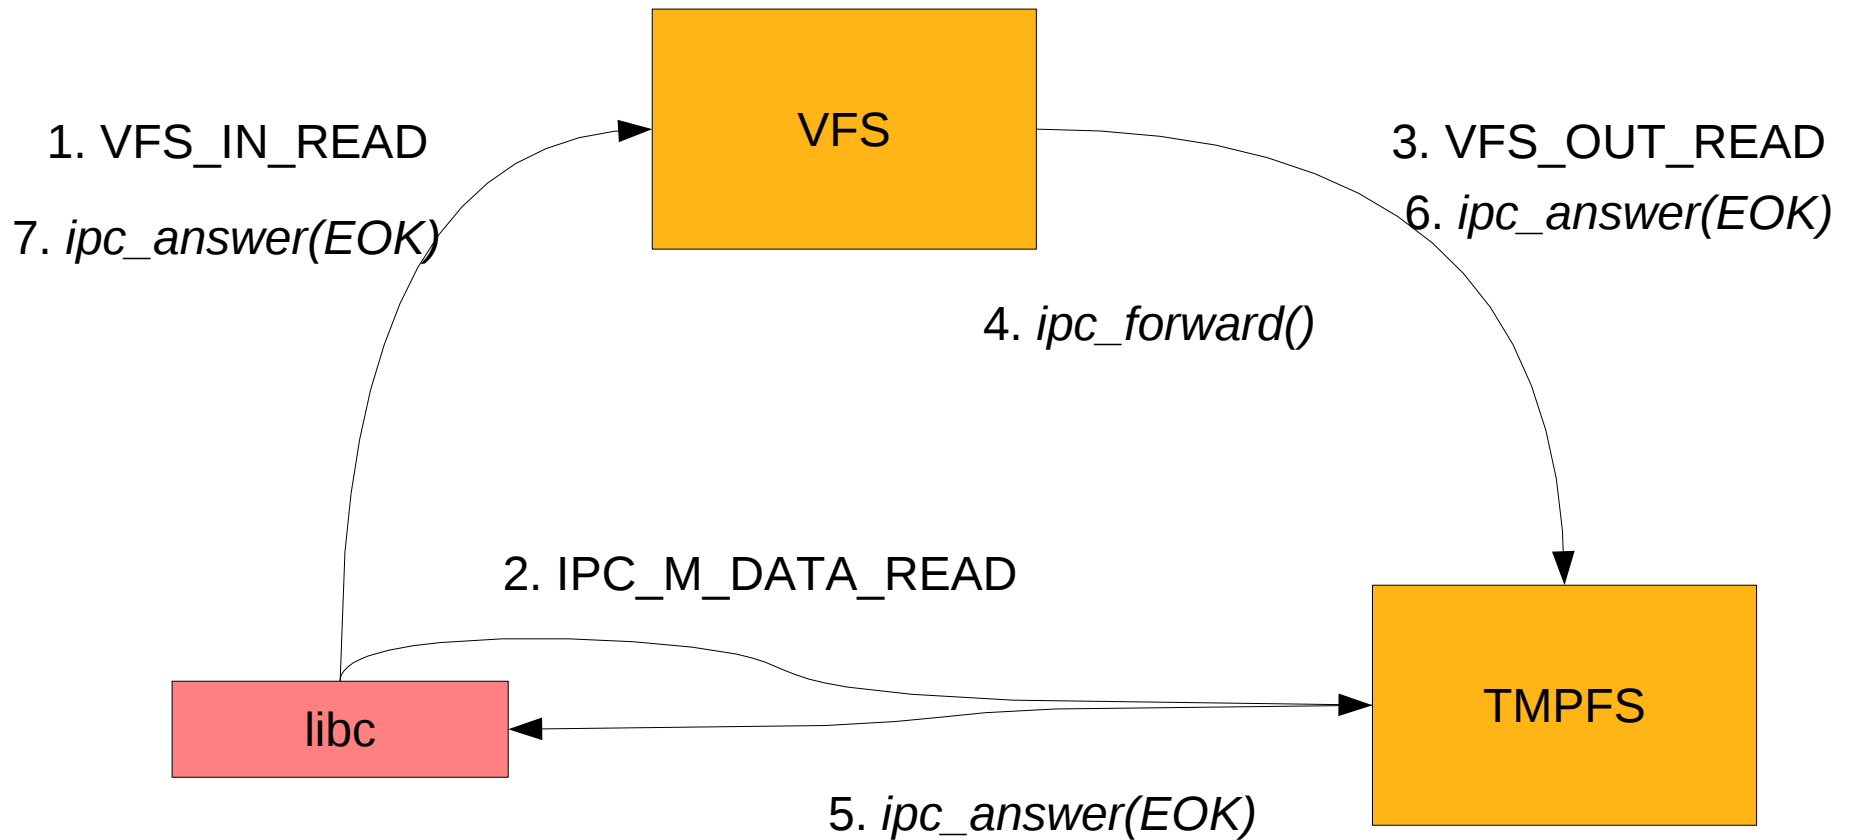 VFS
1. VFS_IN_READ
3. VFS_OUT_READ
7. ipc_answer(EOK)
6. ipc_answer(EOK)
4. ipc_forward()
2. IPC_M_DATA_READ
libc
TMPFS
5. ipc_answer(EOK)